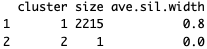 cluster size ave.sil.width
1       1 2215           0.8
2       2    1           0.0